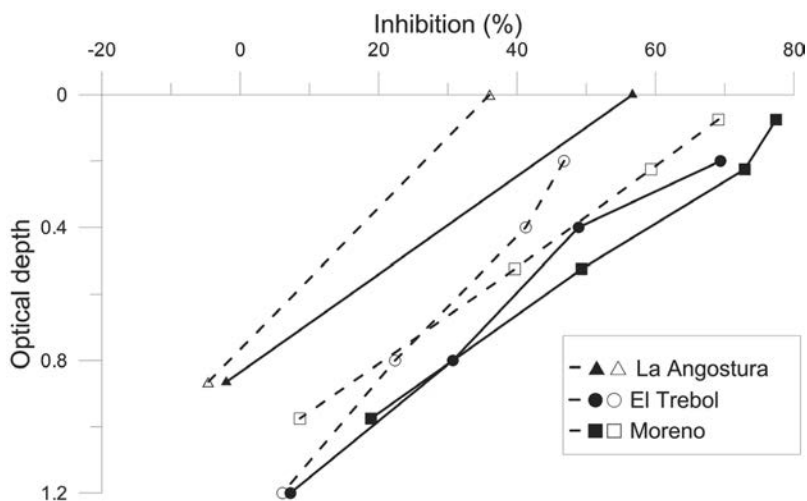 Inhibition (%)
-20 0 20 40 60 80
0
0.4
0.8
1.2
Optical depth
La Angostura
El Trebol
Moreno